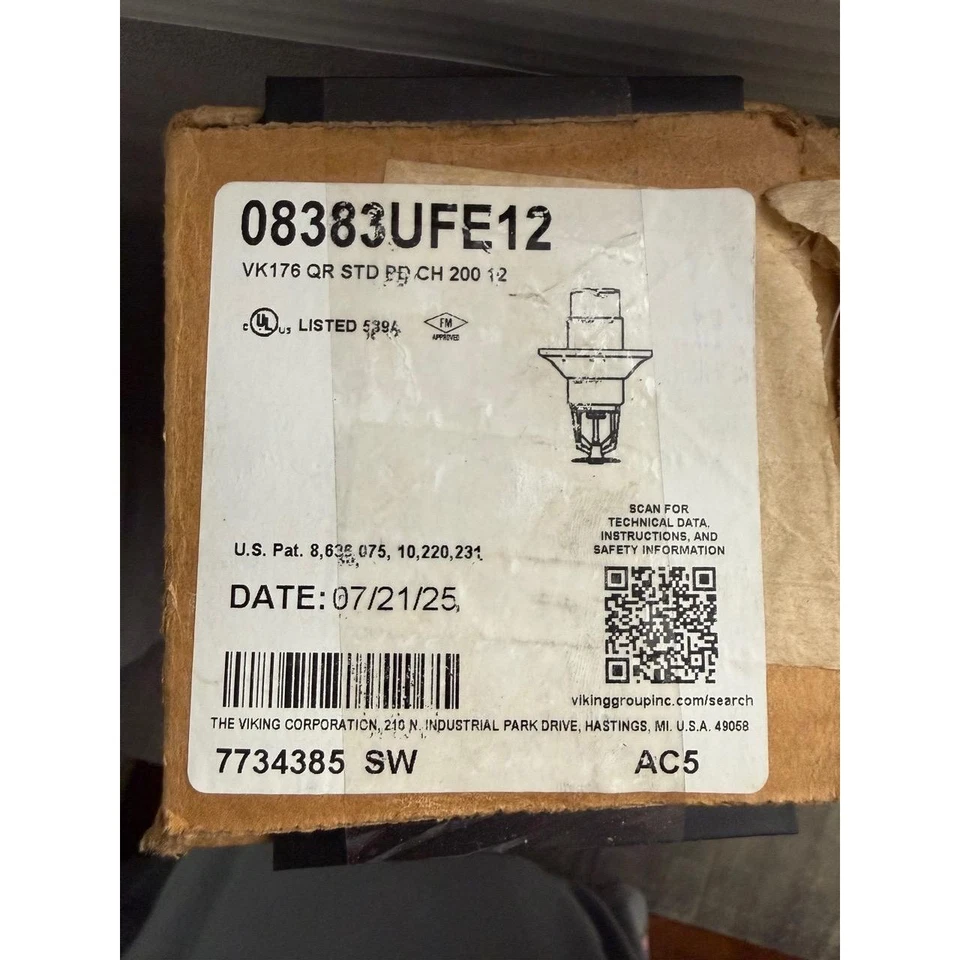 08383UFE12
VK176 QR STD PD CH 200 12
C UL US LISTED
FM
APPROVED
SCAN FOR
TECHNICAL DATA,
INSTRUCTIONS, AND
SAFETY INFORMATION
U.S. Pat. 8,636,075, 10,220,231
DATE: 07/21/25
vikinggroupinc.com/search
THE VIKING CORPORATION, 210 N. INDUSTRIAL PARK DRIVE, HASTINGS, MI. U.S.A. 49058
7734385 SW AC5